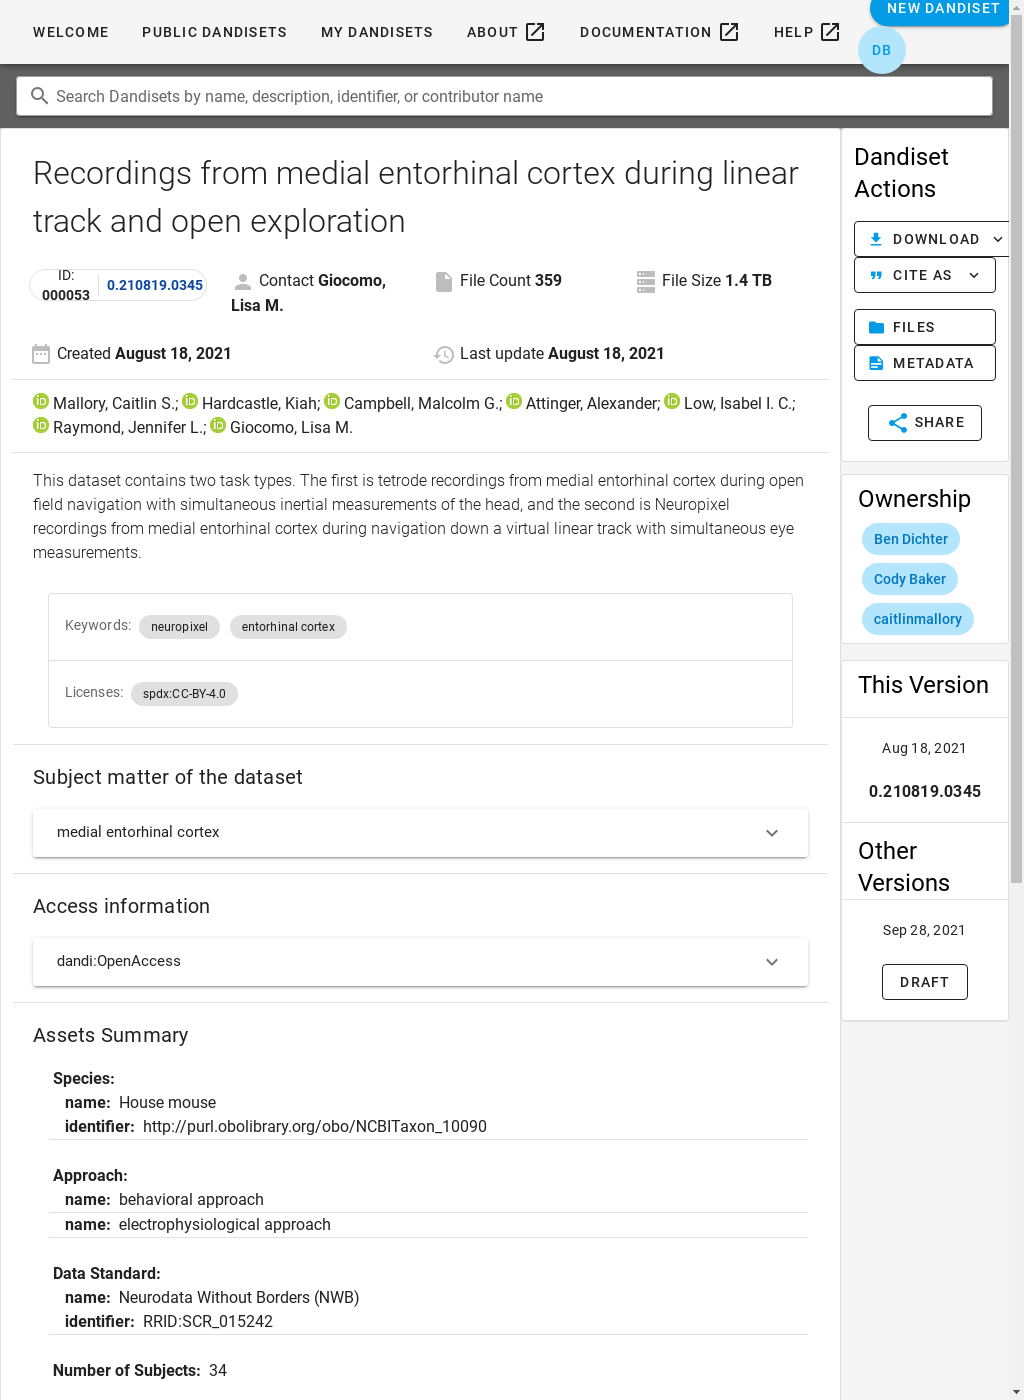 WELCOME PUBLIC DANDISETS MY DANDISETS ABOUT DOCUMENTATION HELP NEW DANDISET
DB
Search Dandisets by name, description, identifier, or contributor name
Recordings from medial entorhinal cortex during linear
track and open exploration
ID:
000053
0.210819.0345
Contact Giocomo,
Lisa M.
File Count 359
File Size 1.4 TB
Created August 18, 2021
Last update August 18, 2021
Mallory, Caitlin S.; Hardcastle, Kiah; Campbell, Malcolm G.; Attinger, Alexander; Low, Isabel I. C.;
Raymond, Jennifer L.; Giocomo, Lisa M.
This dataset contains two task types. The first is tetrode recordings from medial entorhinal cortex during open
field navigation with simultaneous inertial measurements of the head, and the second is Neuropixel
recordings from medial entorhinal cortex during navigation down a virtual linear track with simultaneous eye
measurements.
Keywords: neuropixel entorhinal cortex
Licenses: spdx:CC-BY-4.0
Subject matter of the dataset
medial entorhinal cortex
Access information
dandi:OpenAccess
Assets Summary
Species:
name: House mouse
identifier: http://purl.obolibrary.org/obo/NCBITaxon_10090
Approach:
name: behavioral approach
name: electrophysiological approach
Data Standard:
name: Neurodata Without Borders (NWB)
identifier: RRID:SCR_015242
Number of Subjects: 34
Dandiset
Actions
DOWNLOAD
CITE AS
FILES
METADATA
SHARE
Ownership
Ben Dichter
Cody Baker
caitlinmallory
This Version
Aug 18, 2021
0.210819.0345
Other
Versions
Sep 28, 2021
DRAFT